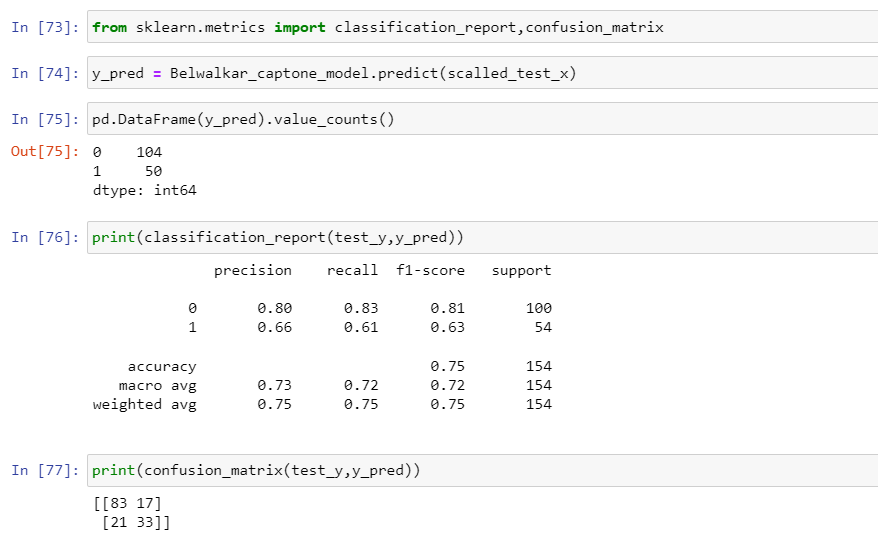 In [73]: from sklearn.metrics import classification_report,confusion_matrix
In [74]: y_pred = Belwalkar_captone_model.predict(scalled_test_x)
In [75]: pd.DataFrame(y_pred).value_counts()
Out[75]: 0    104
1     50
dtype: int64
In [76]: print(classification_report(test_y,y_pred))
              precision    recall  f1-score   support
           0       0.80      0.83      0.81       100
           1       0.66      0.61      0.63        54
    accuracy                           0.75       154
   macro avg       0.73      0.72      0.72       154
weighted avg       0.75      0.75      0.75       154
In [77]: print(confusion_matrix(test_y,y_pred))
[[83 17]
 [21 33]]